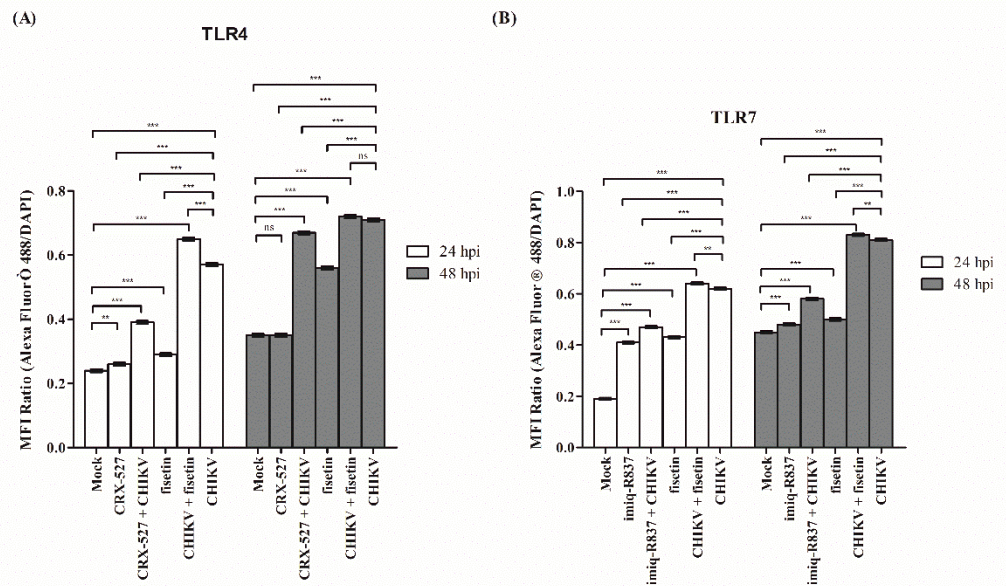 (A)
TLR4
MFI Ratio (Alexa FluorÒ 488/DAPI)
0.8
0.6
0.4
0.2
0.0
***
***
***
***
***
***
***
***
**
***
***
***
***
ns
***
***
***
ns
24 hpi
48 hpi
Mock
CRX-527
CRX-527 + CHIKV
fisetin
CHIKV + fisetin
CHIKV
Mock
CRX-527
CRX-527 + CHIKV
fisetin
CHIKV + fisetin
CHIKV
(B)
TLR7
MFI Ratio (Alexa Fluor ® 488/DAPI)
1.0
0.8
0.6
0.4
0.2
0.0
***
***
***
***
**
***
***
***
***
***
***
***
***
**
***
***
***
***
24 hpi
48 hpi
Mock
imiq-R837
imiq-R837 + CHIKV
fisetin
CHIKV + fisetin
CHIKV
Mock
imiq-R837
imiq-R837 + CHIKV
fisetin
CHIKV + fisetin
CHIKV